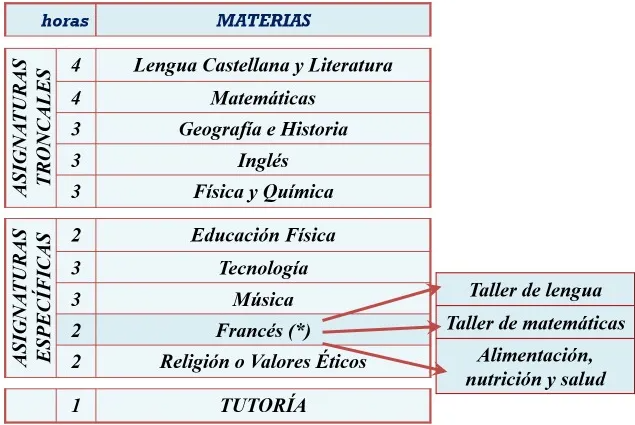 horas MATERIAS
ASIGNATURAS
TRONCALES
4 Lengua Castellana y Literatura
4 Matemáticas
3 Geografía e Historia
3 Inglés
3 Física y Química
ASIGNATURAS
ESPECÍFICAS
2 Educación Física
3 Tecnología
3 Música
2 Francés (*)
2 Religión o Valores Éticos
Taller de lengua
Taller de matemáticas
Alimentación,
nutrición y salud
1 TUTORÍA